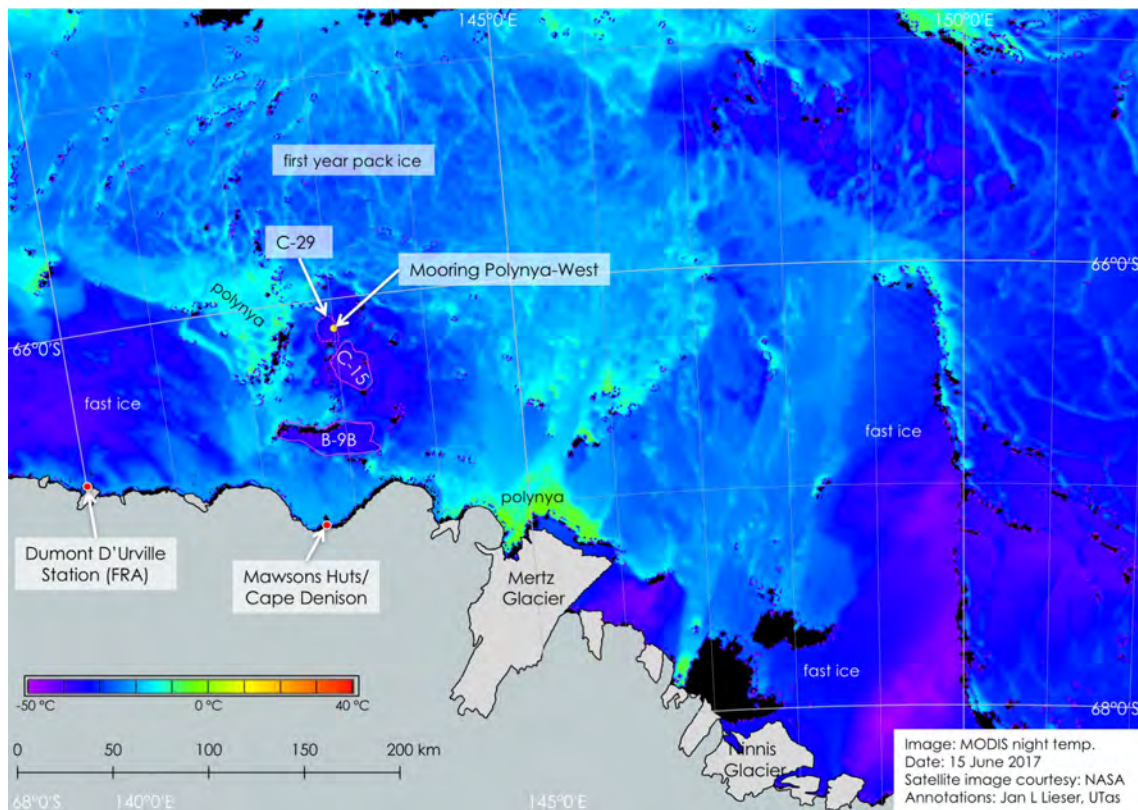 145°0'E
150°0'E
first year pack ice
C-29
Mooring Polynya-West
66°0'S
polynya
66°0'S
C-15
fast ice
fast ice
B-9B
polynya
Dumont D'Urville
Station (FRA)
Mawsons Huts/
Cape Denison
Mertz
Glacier
fast ice
-50 °C
0°C
40 °C
68°0'S
0
50
100
150
200 km
Ninnis
Glacier
Image: MODIS night temp.
Date: 15 June 2017
Satellite image courtesy: NASA
Annotations: Jan L Lieser, UTas
68°0'S
140°0'E
145°0'E